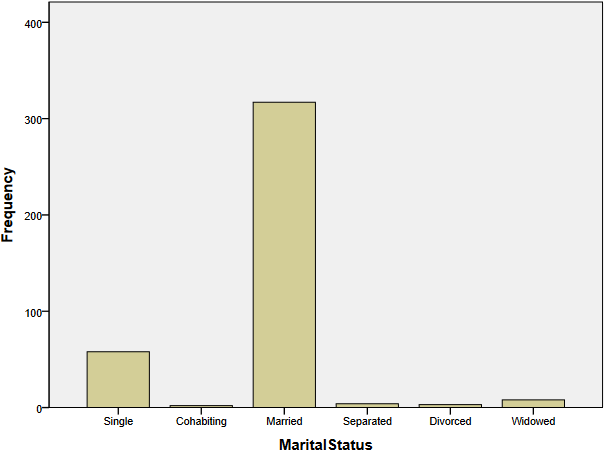 400
300
200
100
0
Frequency
Single Cohabiting Married Separated Divorced Widowed
MaritalStatus